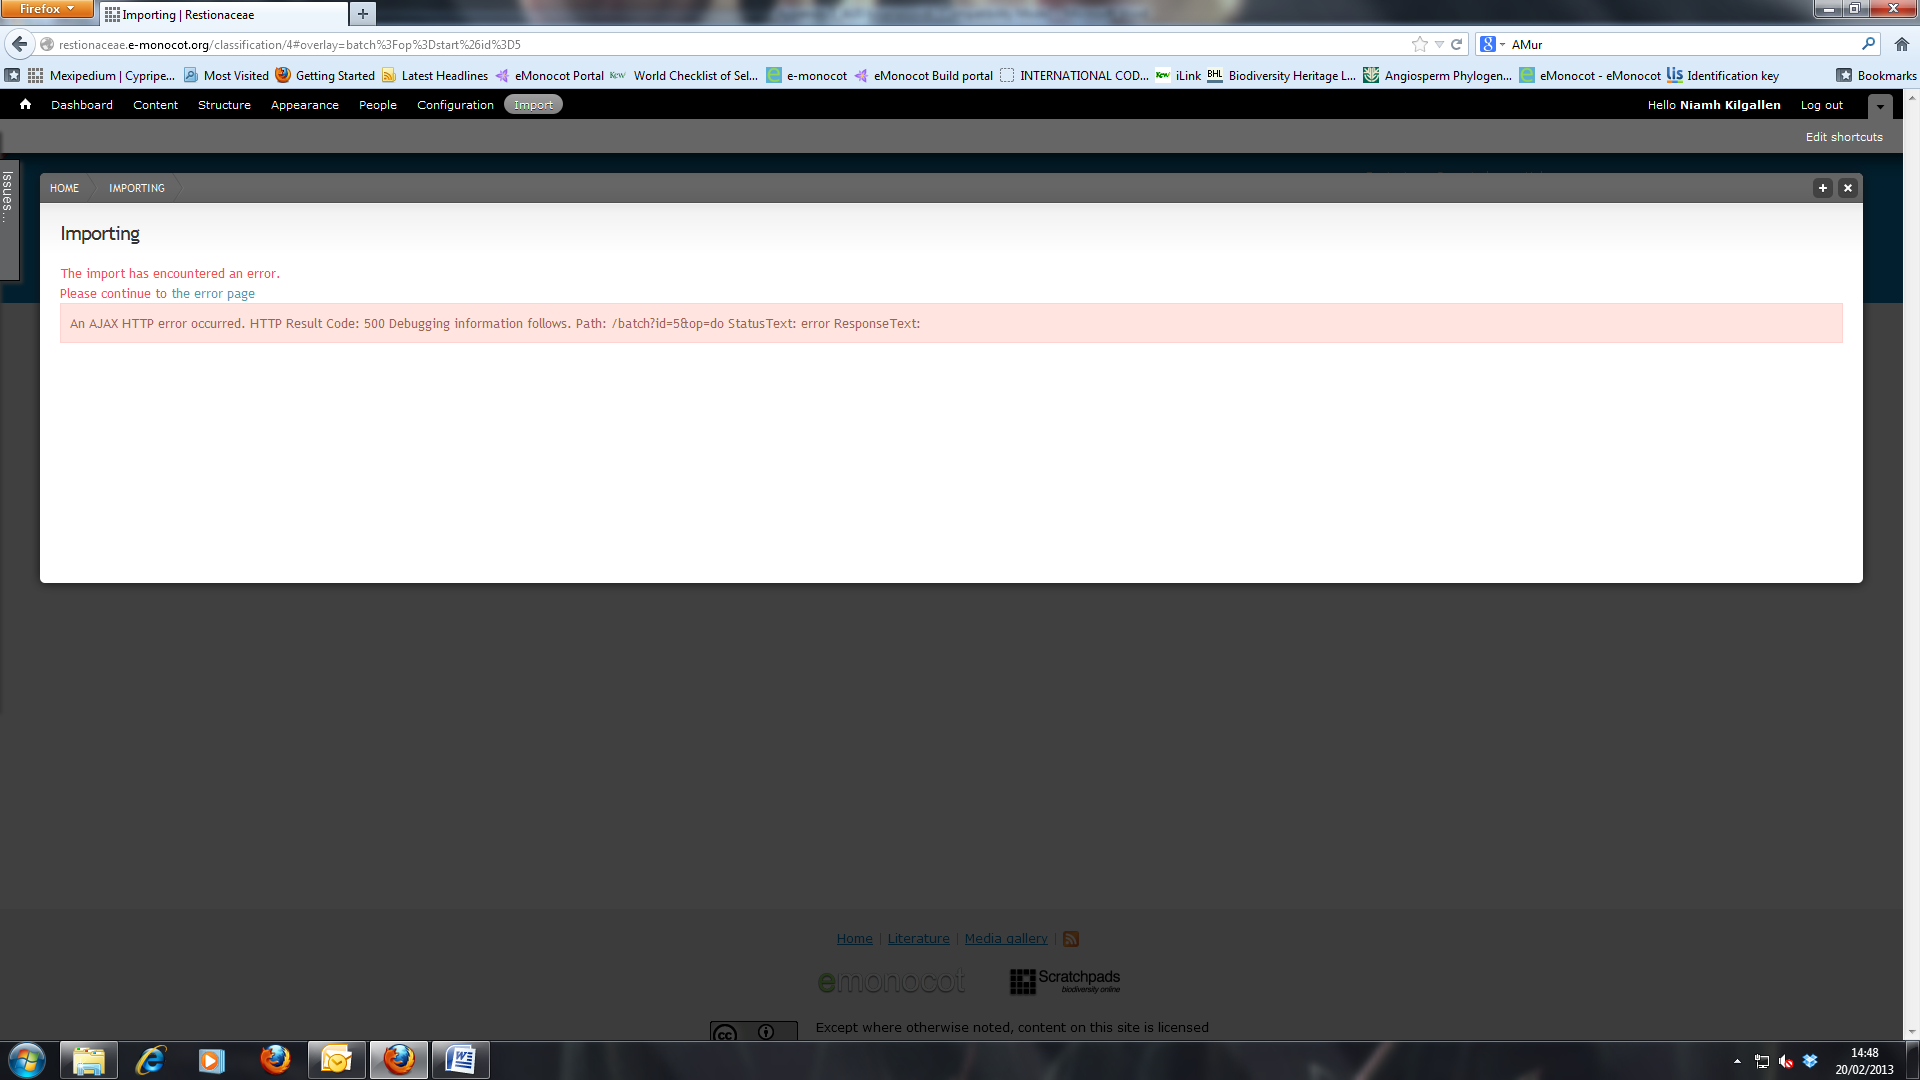 Firefox
Importing | Restionaceae
restionaceae.e-monocot.org/classification/4#overlay=batch%3Fop%3Dstart%26id%3D5
AMur
Mexipedium | Cypripe... Most Visited Getting Started Latest Headlines eMonocot Portal Kew World Checklist of Sel... e-monocot eMonocot Build portal INTERNATIONAL COD... Kew iLink BHL Biodiversity Heritage L... Angiosperm Phylogen... eMonocot - eMonocot lis Identification key Bookmarks
Dashboard Content Structure Appearance People Configuration Import Hello Niamh Kilgallen Log out
Edit shortcuts
Issues...
HOME IMPORTING
Importing
The import has encountered an error.
Please continue to the error page
An AJAX HTTP error occurred. HTTP Result Code: 500 Debugging information follows. Path: /batch?id=5&op=do StatusText: error ResponseText:
Home | Literature | Media gallery |
emonocot Scratchpads
biodiversity online
cc Except where otherwise noted, content on this site is licensed
14:48
20/02/2013